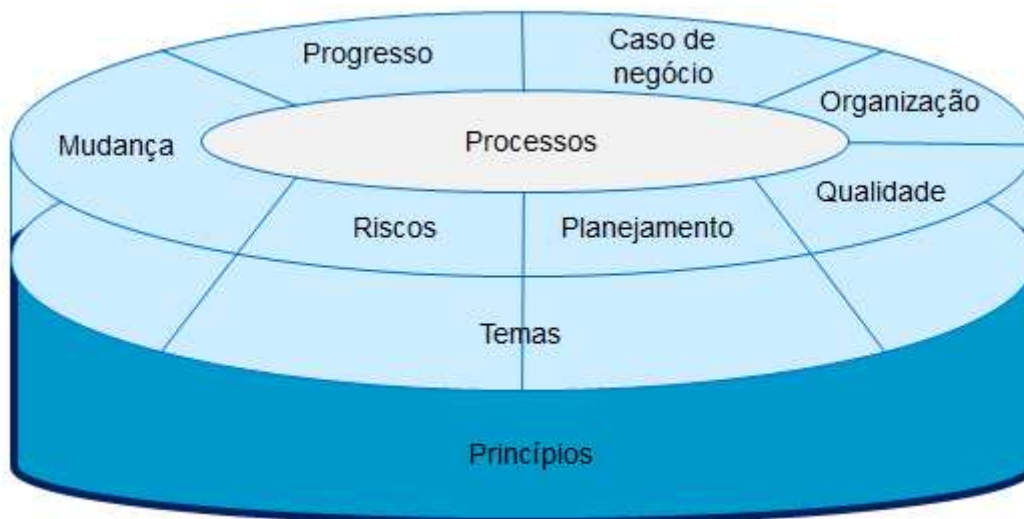 Progresso
Caso de
negócio
Organização
Mudança
Processos
Qualidade
Riscos
Planejamento
Temas
Princípios